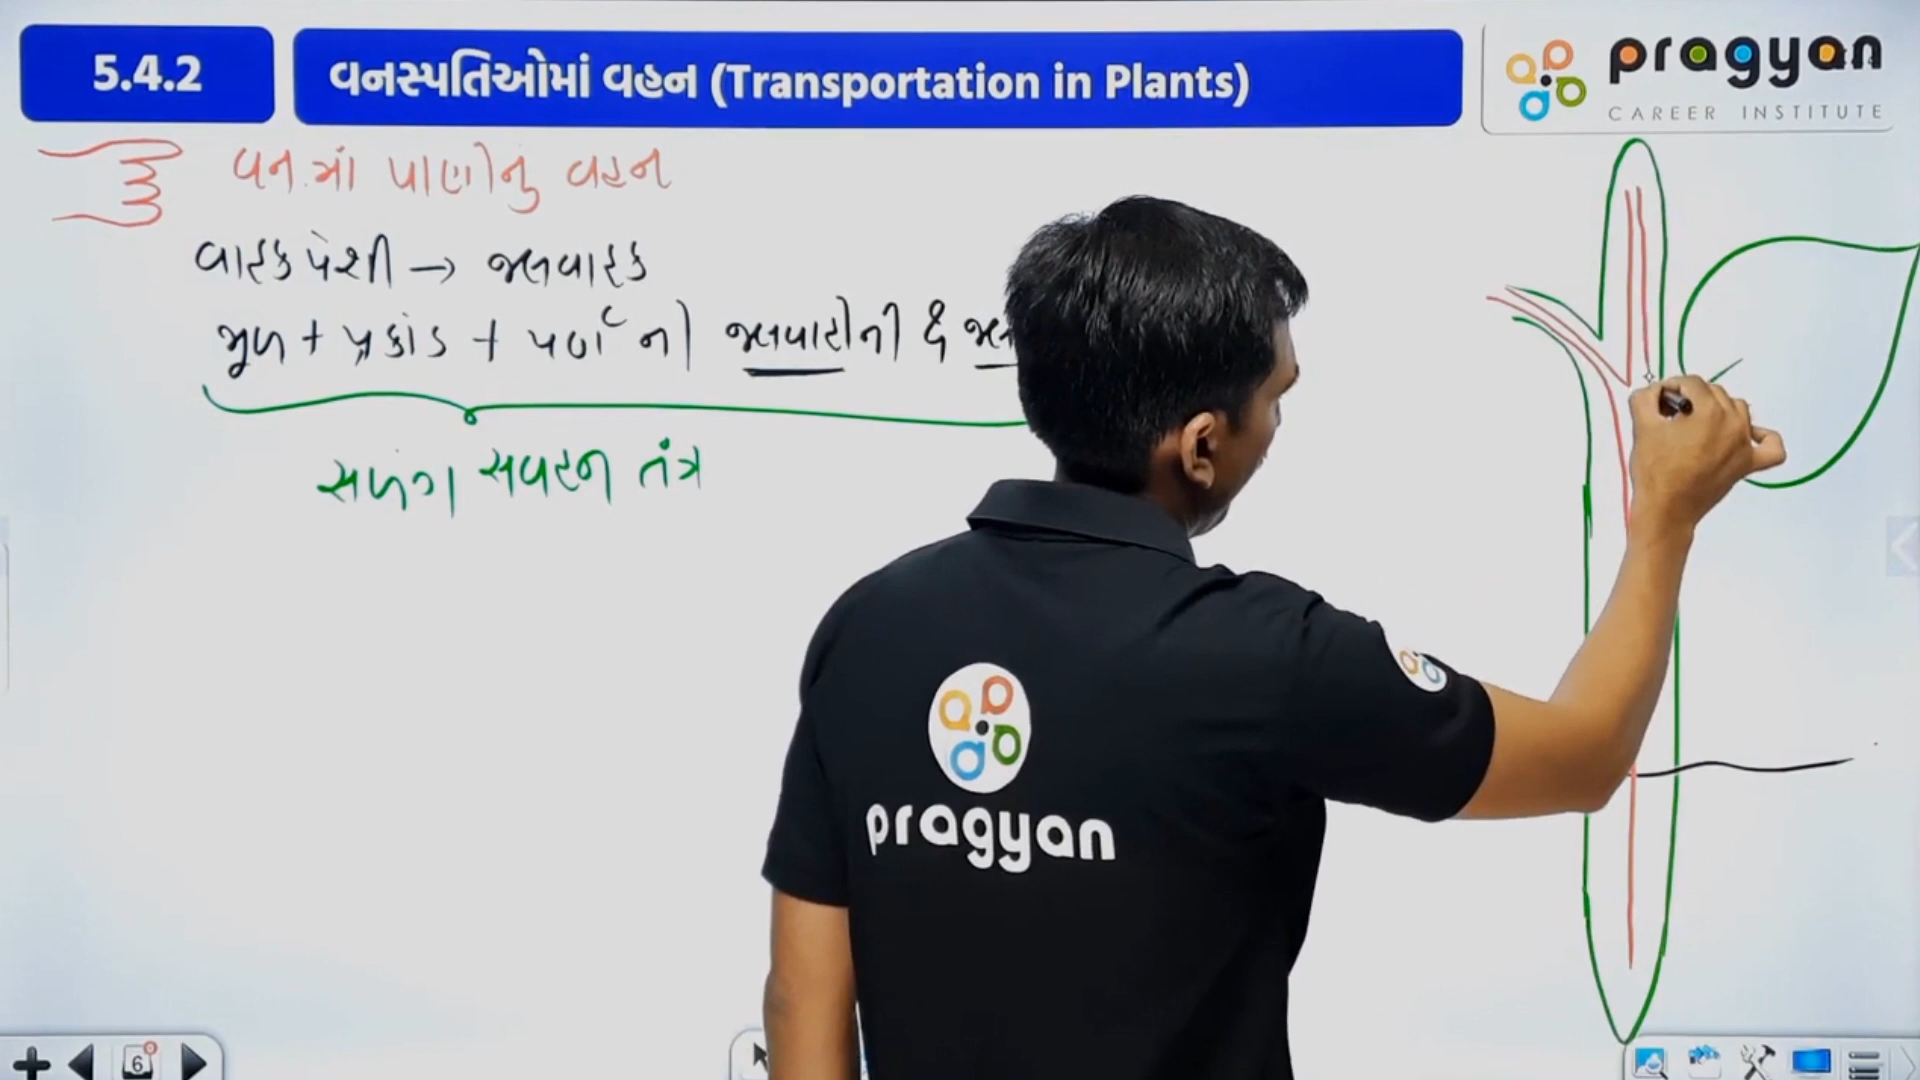 5.4.2
વનસ્પતિઓમાં વહન (Transportation in Plants)
pragyan
CAREER INSTITUTE
વન.માં પાણીનું વહન
વાહકપેશી → જલવાહક
મૂળ + પ્રકાંડ + પર્ણ ની જલવાહીની &
સળંગ સંવહન તંત્ર
pragyan
6